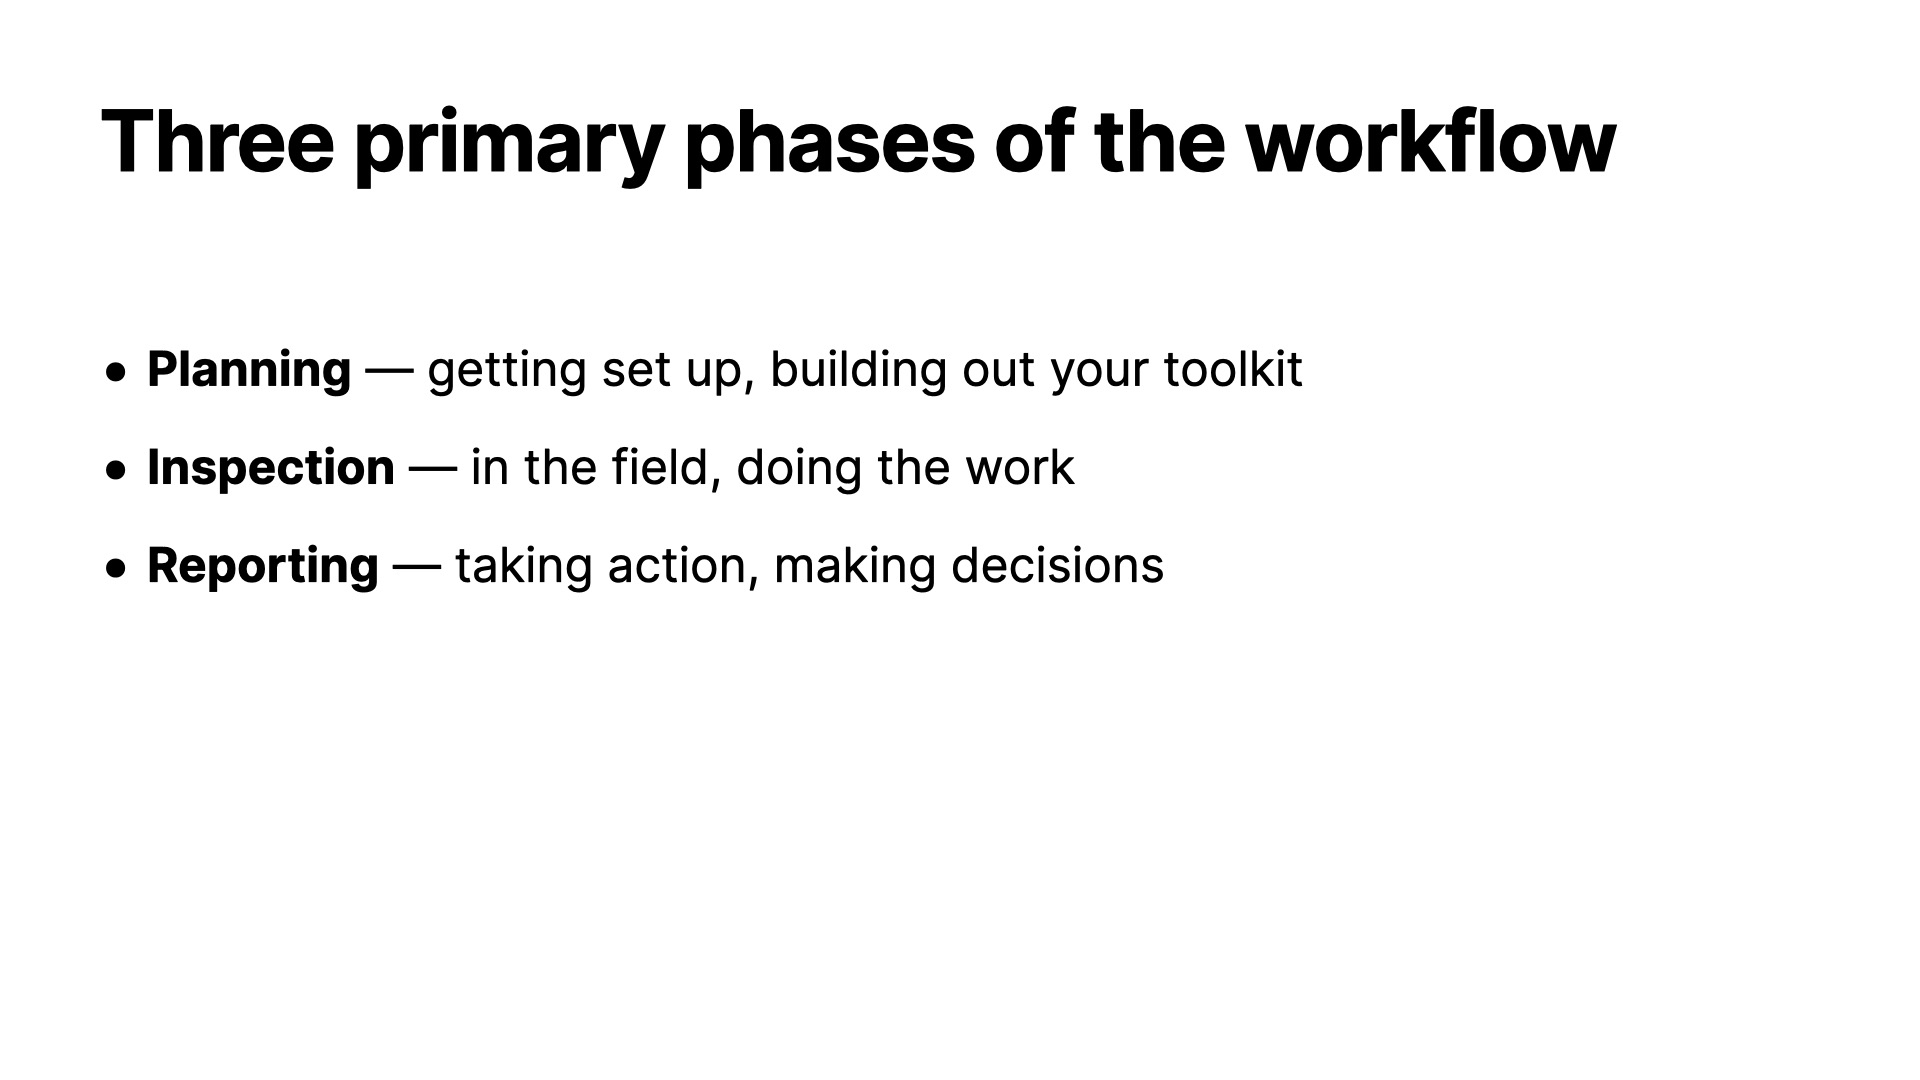 Three primary phases of the workflow
• Planning — getting set up, building out your toolkit
• Inspection — in the field, doing the work
• Reporting — taking action, making decisions